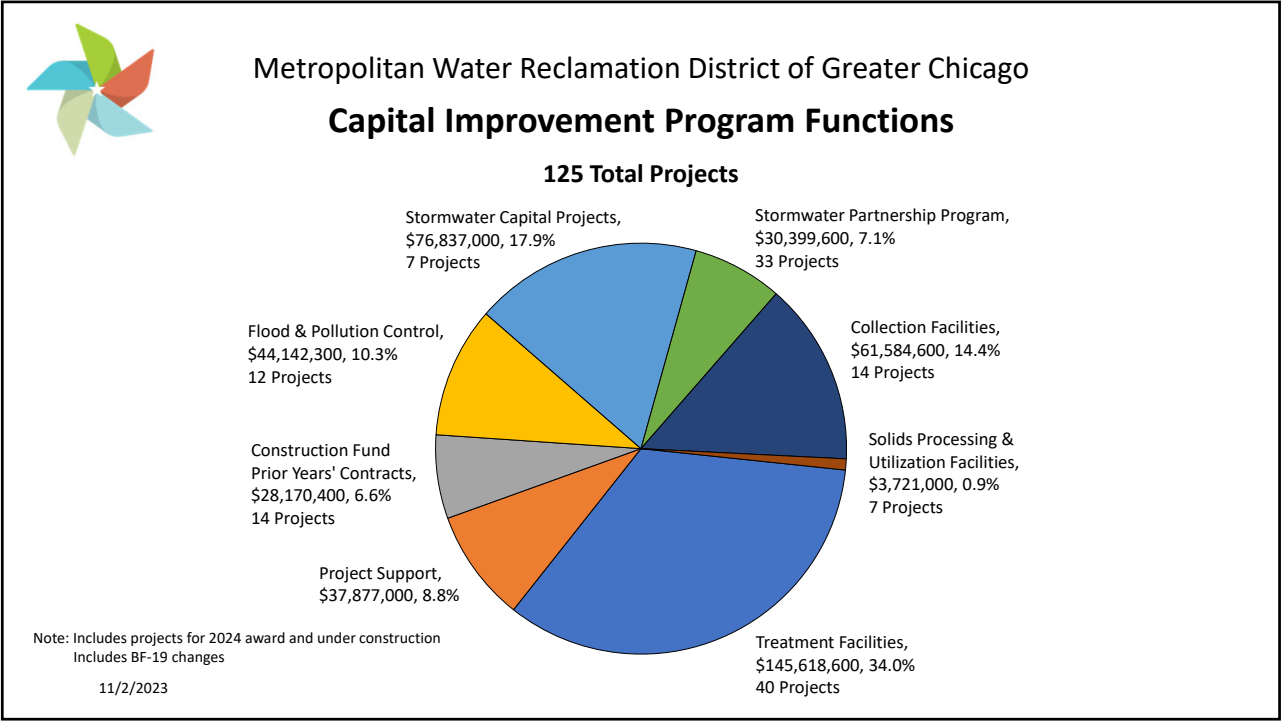 Metropolitan Water Reclamation District of Greater Chicago
Capital Improvement Program Functions
125 Total Projects
Stormwater Capital Projects,
$76,837,000, 17.9%
7 Projects
Stormwater Partnership Program,
$30,399,600, 7.1%
33 Projects
Flood & Pollution Control,
$44,142,300, 10.3%
12 Projects
Collection Facilities,
$61,584,600, 14.4%
14 Projects
Construction Fund
Prior Years' Contracts,
$28,170,400, 6.6%
14 Projects
Solids Processing &
Utilization Facilities,
$3,721,000, 0.9%
7 Projects
Project Support,
$37,877,000, 8.8%
Treatment Facilities,
$145,618,600, 34.0%
40 Projects
Note: Includes projects for 2024 award and under construction
Includes BF-19 changes
11/2/2023